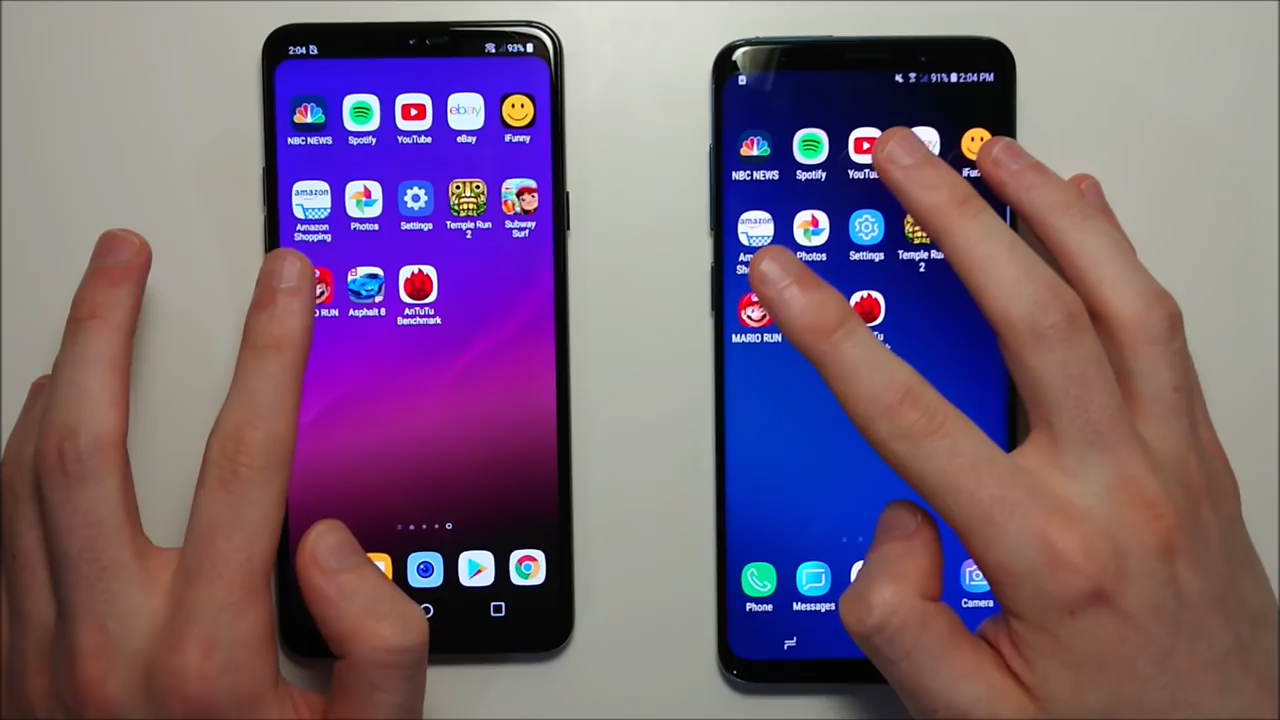 2:04
93%
NBC NEWS
Spotify
YouTube
eBay
iFunny
ebay
amazon
Amazon
Shopping
Photos
Settings
Temple Run
2
Subway
Surf
RUN
Asphalt 8
AnTuTu
Benchmark
91%
2:04 PM
NBC NEWS
Spotify
amazon
Photos
Settings
2
MARIO RUN
Phone
Messages
Camera